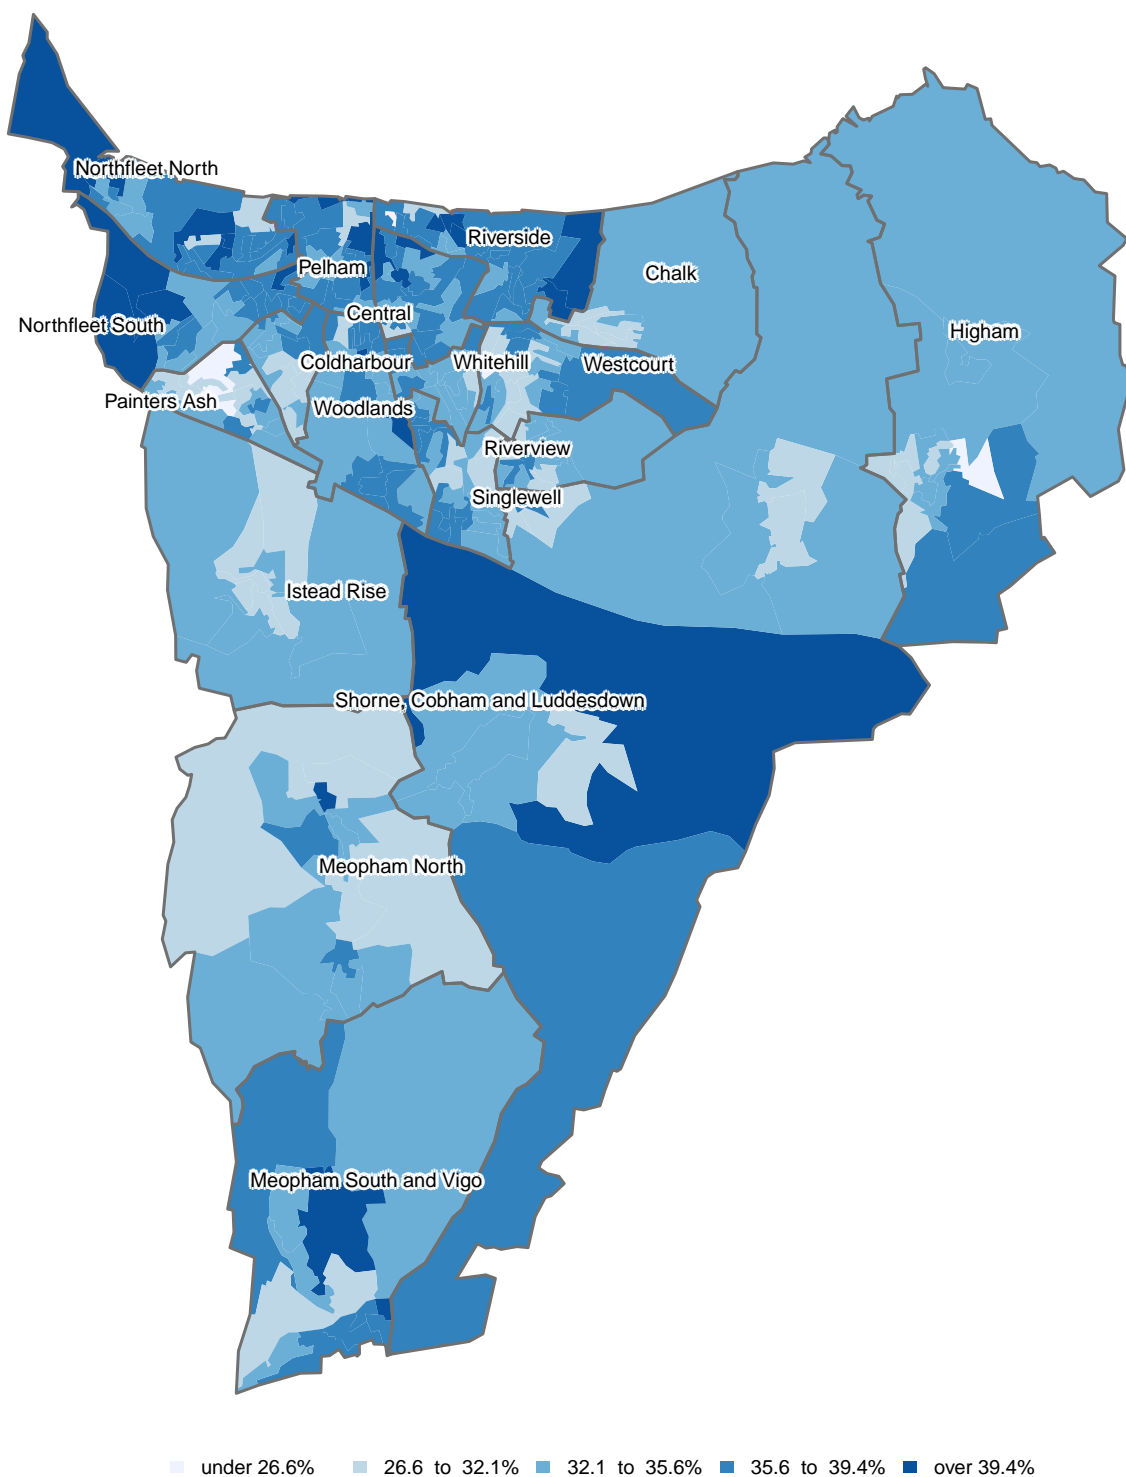 Northfleet North
Riverside
Pelham
Chalk
Central
Northfleet South
Higham
Coldharbour
Whitehill
Westcourt
Painters Ash
Woodlands
Riverview
Singlewell
Istead Rise
Shorne, Cobham and Luddesdown
Meopham North
Meopham South and Vigo
under 26.6% 26.6 to 32.1% 32.1 to 35.6% 35.6 to 39.4% over 39.4%